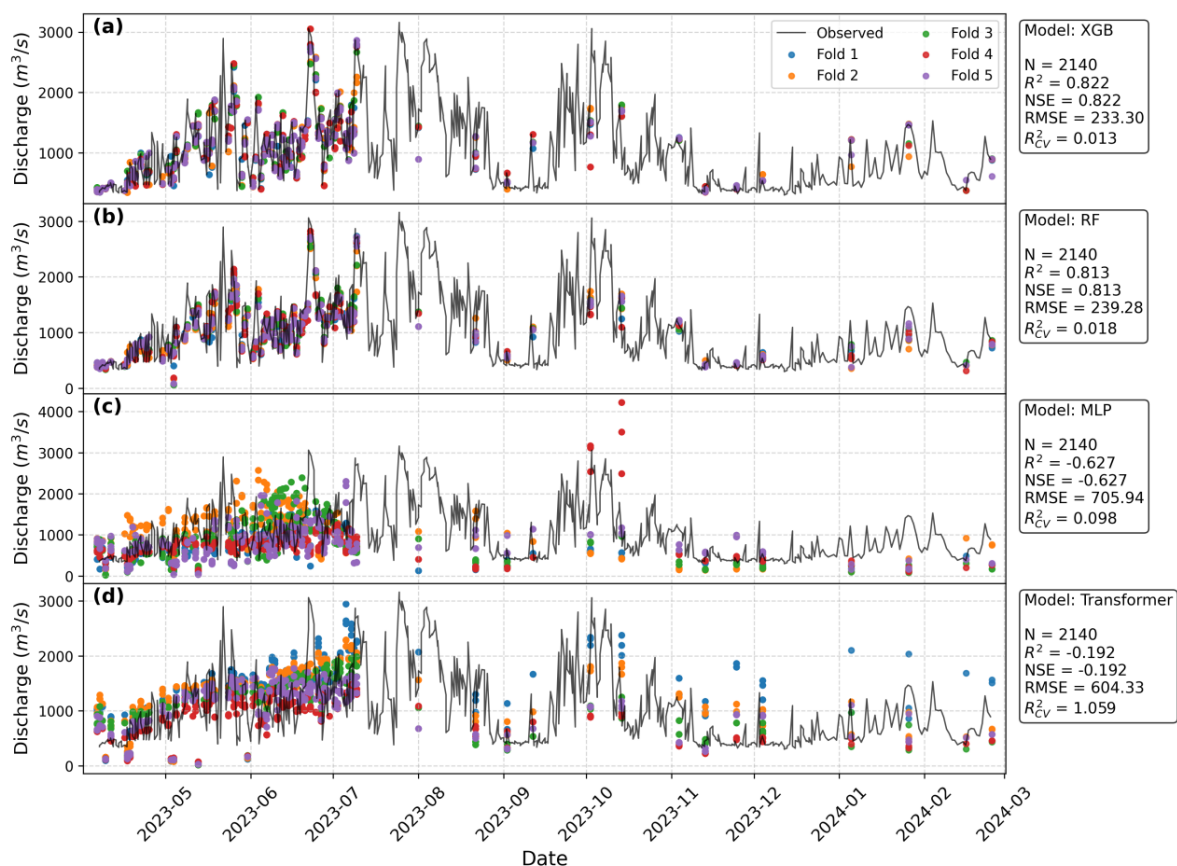 (a)
Discharge (m³/s)
3000
2000
1000
Observed
Fold 1
Fold 2
Fold 3
Fold 4
Fold 5
Model: XGB
N = 2140
R² = 0.822
NSE = 0.822
RMSE = 233.30
R²CV = 0.013
(b)
Discharge (m³/s)
3000
2000
1000
0
Model: RF
N = 2140
R² = 0.813
NSE = 0.813
RMSE = 239.28
R²CV = 0.018
(c)
Discharge (m³/s)
4000
3000
2000
1000
0
Model: MLP
N = 2140
R² = -0.627
NSE = -0.627
RMSE = 705.94
R²CV = 0.098
(d)
Discharge (m³/s)
3000
2000
1000
0
Model: Transformer
N = 2140
R² = -0.192
NSE = -0.192
RMSE = 604.33
R²CV = 1.059
2023-05
2023-06
2023-07
2023-08
2023-09
2023-10
2023-11
2023-12
2024-01
2024-02
2024-03
Date